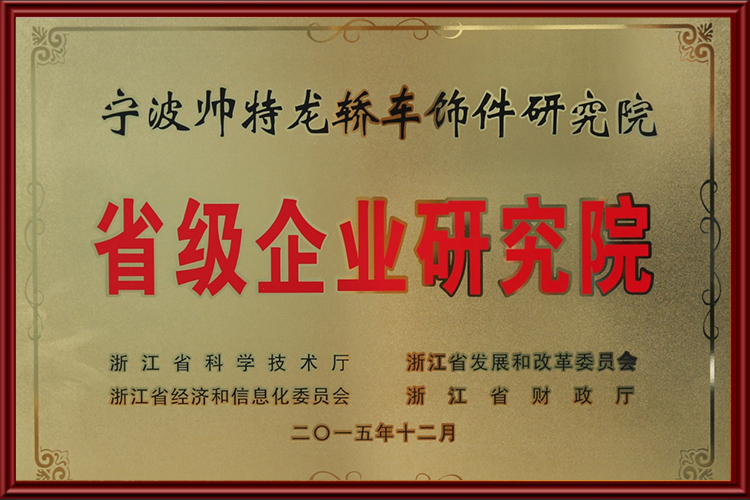 宁波帅特龙轿车饰件研究院
省级企业研究院
浙江省科学技术厅 浙江省发展和改革委员会
浙江省经济和信息化委员会 浙江省财政厅
二〇一五年十二月